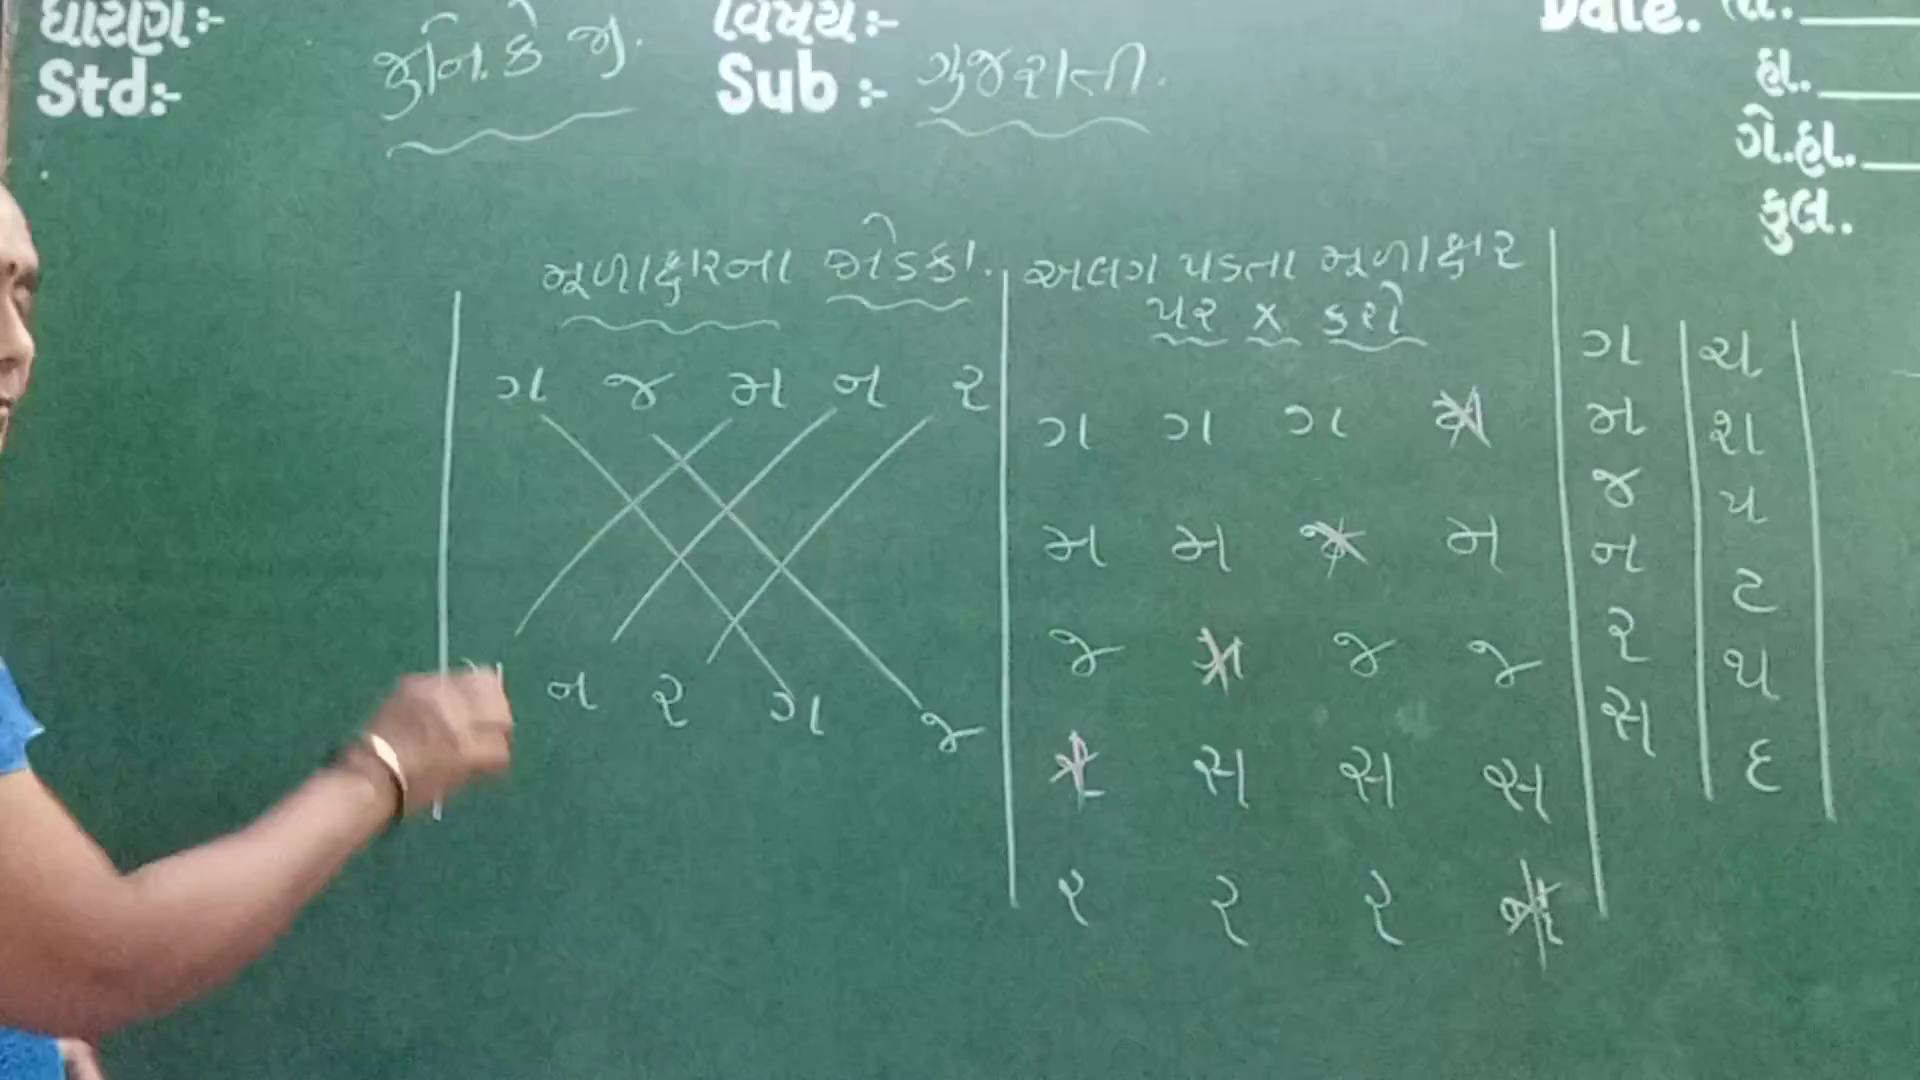 ધોરણ:-
Std:-
જુનિ.કે જી.
વિષય:-
Sub :- ગુજરાતી.
Date. તા.
હા.
ગે.હા.
કુલ.
મૂળાક્ષરના જોડકા.
ગ જ મ ન ર
ન ર ગ જ
અલગ પડતા મૂળાક્ષર
પર x કરો
ગ ગ ગ
મ મ મ
જ જ જ
સ સ સ
ર ર ર
ગ
મ
જ
ન
ર
સ
ચ
શ
પ
ટ
થ
દ